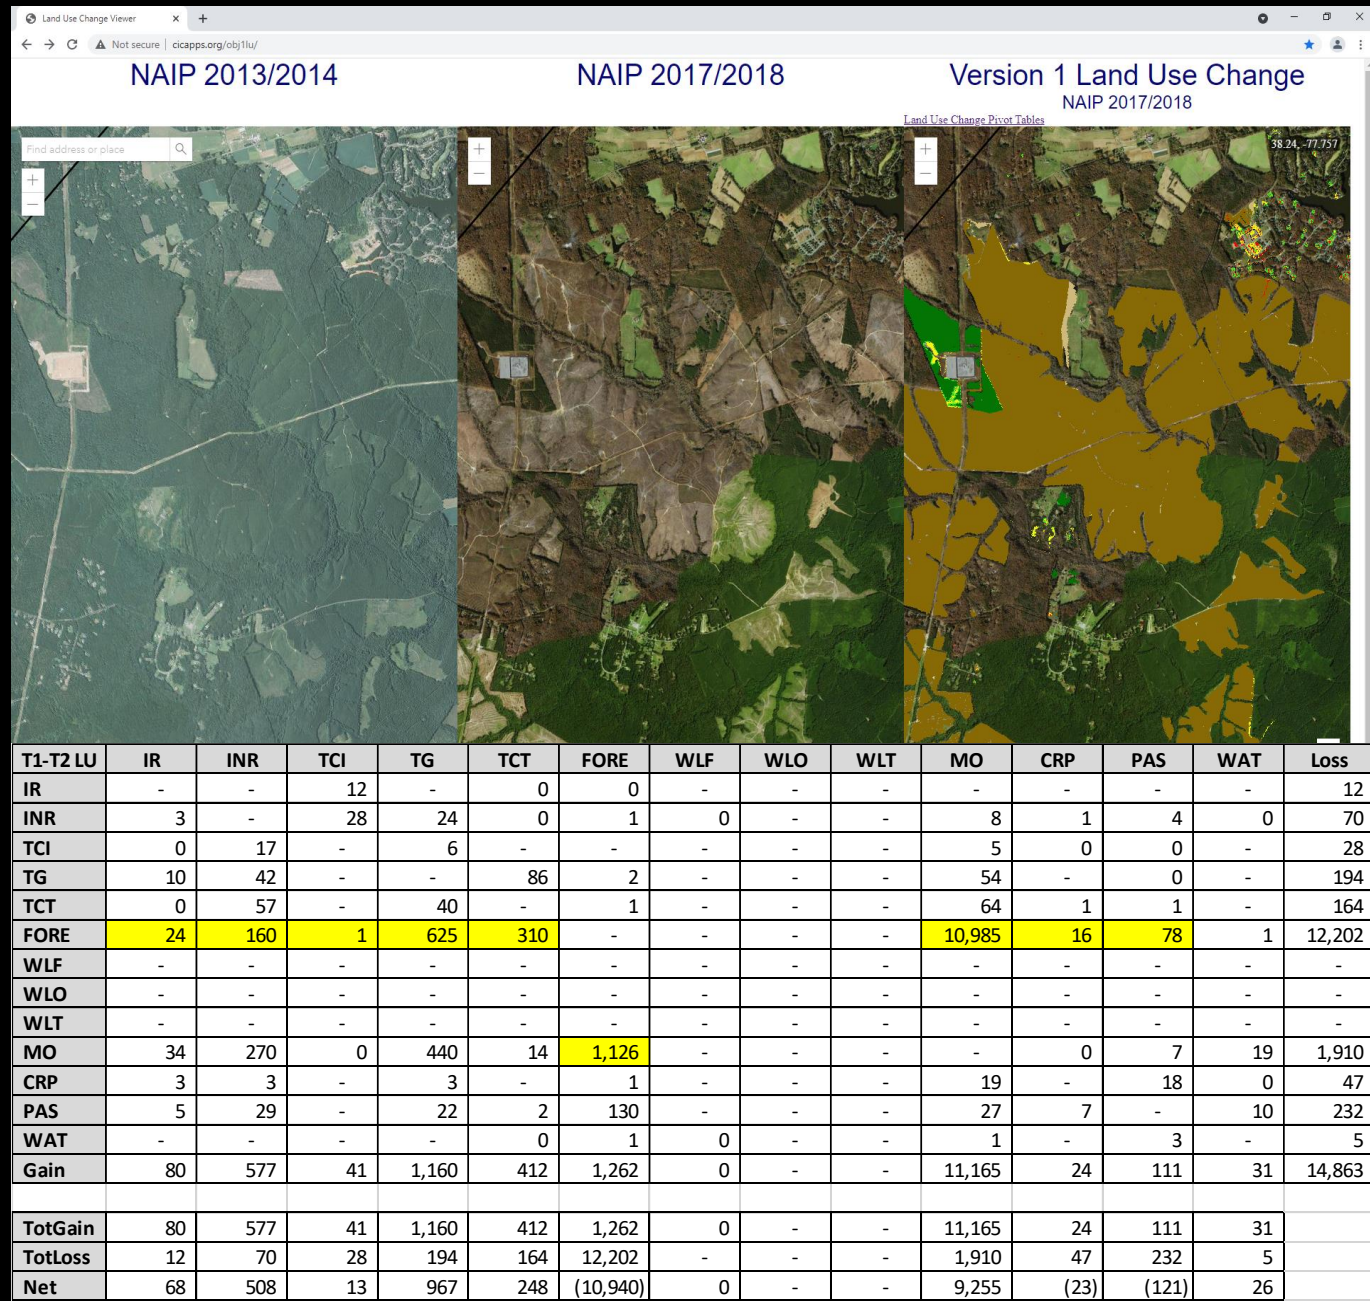 Land Use Change Viewer
Not secure | cicapps.org/obj1lu/
NAIP 2013/2014
NAIP 2017/2018
Version 1 Land Use Change
NAIP 2017/2018
Land Use Change Pivot Tables
Find address or place
38.24, -77.757
T1-T2 LU IR INR TCI TG TCT FORE WLF WLO WLT MO CRP PAS WAT Loss
IR - - 12 - 0 0 - - - - - - - 12
INR 3 - 28 24 0 1 0 - - 8 1 4 0 70
TCI 0 17 - 6 - - - - - 5 0 0 - 28
TG 10 42 - - 86 2 - - - 54 - 0 - 194
TCT 0 57 - 40 - 1 - - - 64 1 1 - 164
FORE 24 160 1 625 310 - - - - 10,985 16 78 1 12,202
WLF - - - - - - - - - - - - - -
WLO - - - - - - - - - - - - - -
WLT - - - - - - - - - - - - - -
MO 34 270 0 440 14 1,126 - - - - 0 7 19 1,910
CRP 3 3 - 3 - 1 - - - 19 - 18 0 47
PAS 5 29 - 22 2 130 - - - 27 7 - 10 232
WAT - - - - 0 1 0 - - 1 - 3 - 5
Gain 80 577 41 1,160 412 1,262 0 - - 11,165 24 111 31 14,863
TotGain 80 577 41 1,160 412 1,262 0 - - 11,165 24 111 31
TotLoss 12 70 28 194 164 12,202 - - - 1,910 47 232 5
Net 68 508 13 967 248 (10,940) 0 - - 9,255 (23) (121) 26